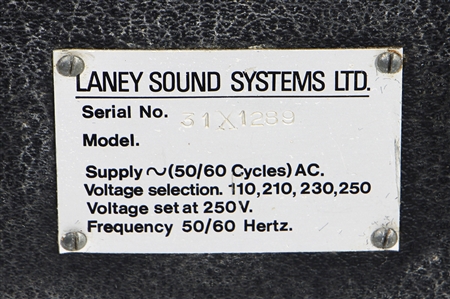 LANEY SOUND SYSTEMS LTD.
Serial No. 31X1289
Model.
Supply ~ (50/60 Cycles) AC.
Voltage selection. 110,210, 230,250
Voltage set at 250V.
Frequency 50/60 Hertz.